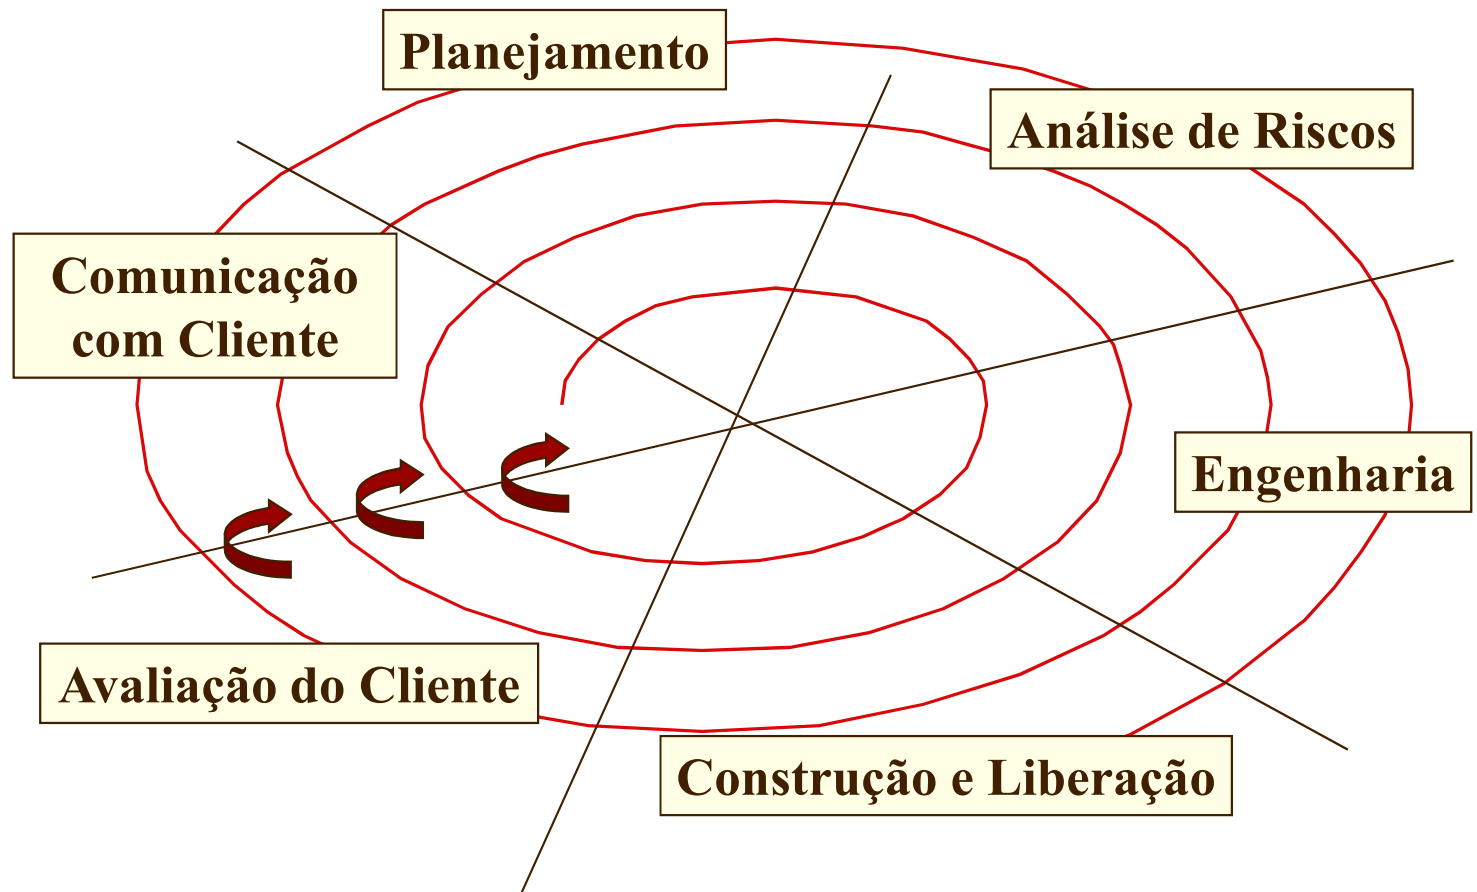 Planejamento
Análise de Riscos
Comunicação
com Cliente
Engenharia
Avaliação do Cliente
Construção e Liberação